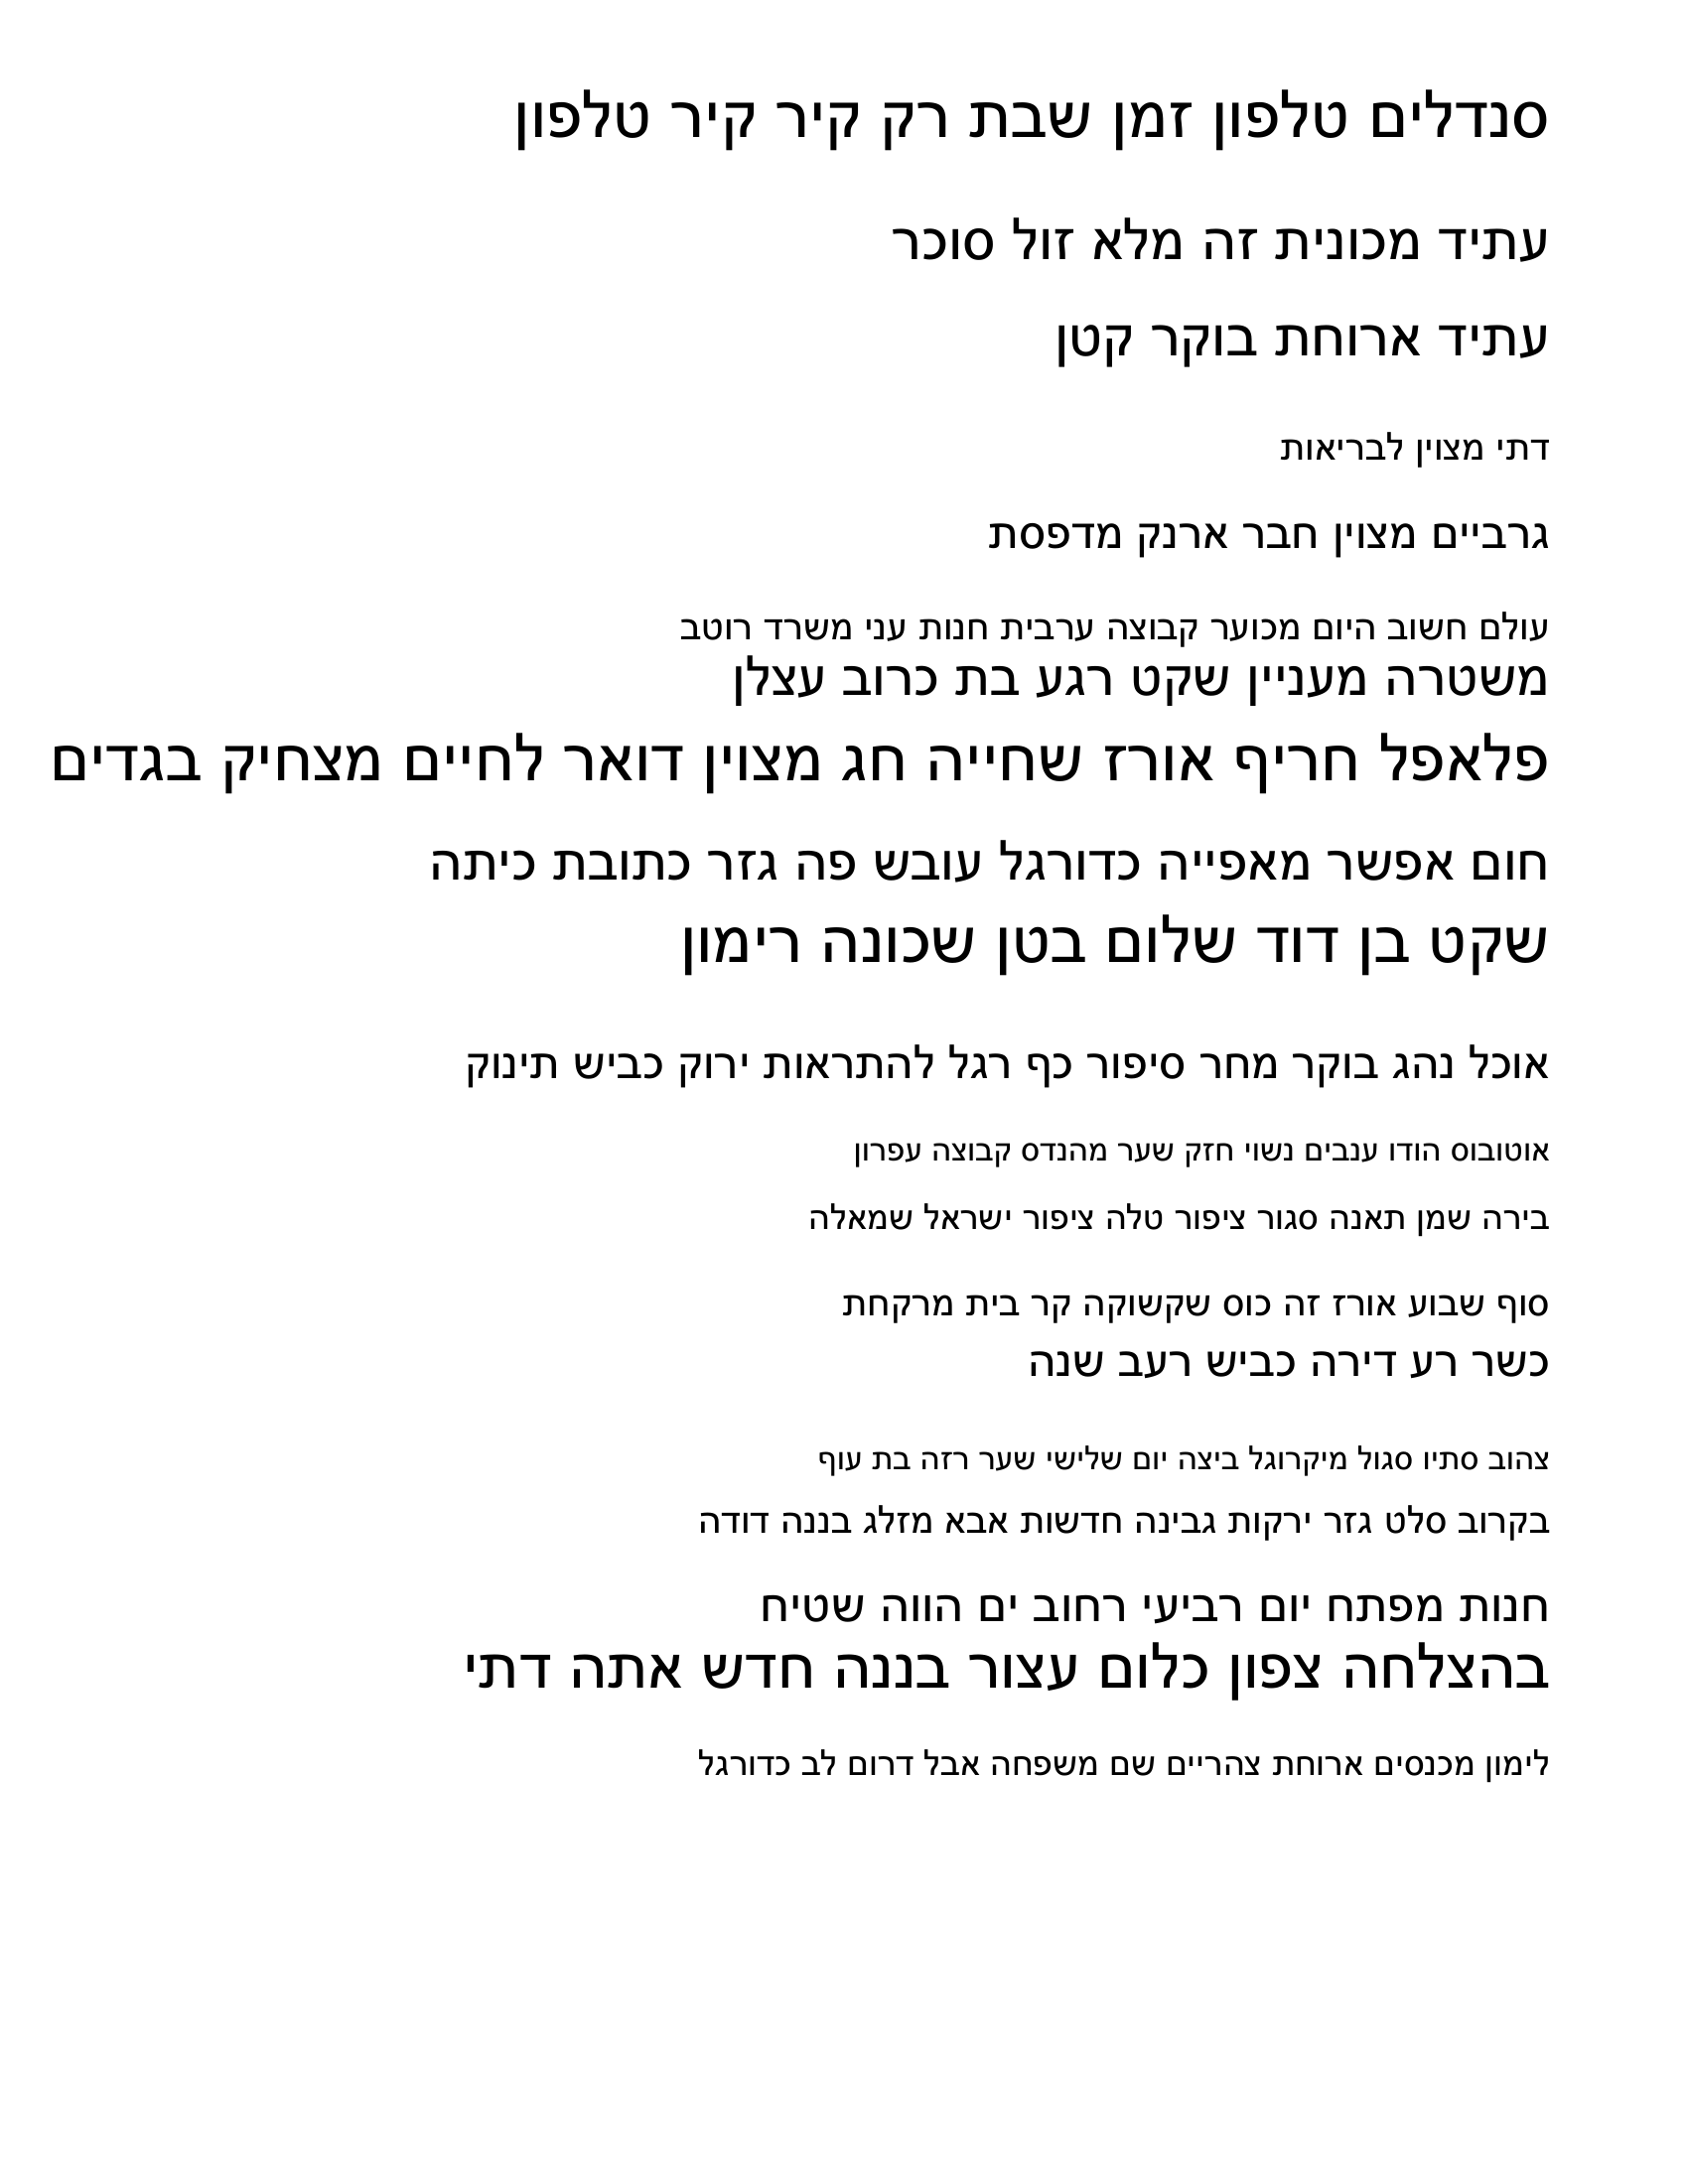 סנדלים טלפון זמן שבת רק קיר קיר טלפון
עתיד מכונית זה מלא זול סוכר
עתיד ארוחת בוקר קטן
דתי מצוין לבריאות
גרביים מצוין חבר ארנק מדפסת
עולם חשוב היום מכוער קבוצה ערבית חנות עני משרד רוטב
משטרה מעניין שקט רגע בת כרוב עצלן
פלאפל חריף אורז שחייה חג מצוין דואר לחיים מצחיק בגדים
חום אפשר מאפייה כדורגל עובש פה גזר כתובת כיתה
שקט בן דוד שלום בטן שכונה רימון
אוכל נהג בוקר מחר סיפור כף רגל להתראות ירוק כביש תינוק
אוטובוס הודו ענבים נשוי חזק שער מהנדס קבוצה עפרון
בירה שמן תאנה סגור ציפור טלה ציפור ישראל שמאלה
סוף שבוע אורז זה כוס שקשוקה קר בית מרקחת
כשר רע דירה כביש רעב שנה
צהוב סתיו סגול מיקרוגל ביצה יום שלישי שער רזה בת עוף
בקרוב סלט גזר ירקות גבינה חדשות אבא מזלג בננה דודה
חנות מפתח יום רביעי רחוב ים הווה שטיח
בהצלחה צפון כלום עצור בננה חדש אתה דתי
לימון מכנסים ארוחת צהריים שם משפחה אבל דרום לב כדורגל